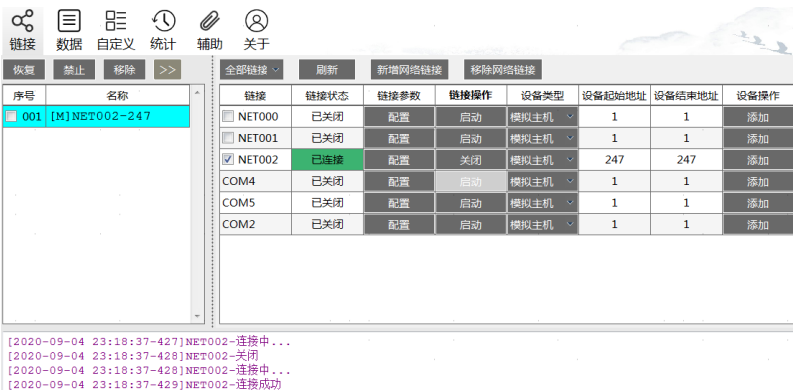 链接 数据 自定义 统计 辅助 关于
恢复 禁止 移除 >> 全部链接 刷新 新增网络链接 移除网络链接
序号 名称 链接 链接状态 链接参数 链接操作 设备类型 设备起始地址 设备结束地址 设备操作
001 [M]NET002-247 NET000 已关闭 配置 启动 模拟主机 1 1 添加
NET001 已关闭 配置 启动 模拟主机 1 1 添加
NET002 已连接 配置 关闭 模拟主机 247 247 添加
COM4 已关闭 配置 启动 模拟主机 1 1 添加
COM5 已关闭 配置 启动 模拟主机 1 1 添加
COM2 已关闭 配置 启动 模拟主机 1 1 添加
[2020-09-04 23:18:37-427]NET002-连接中...
[2020-09-04 23:18:37-428]NET002-关闭
[2020-09-04 23:18:37-428]NET002-连接中...
[2020-09-04 23:18:37-429]NET002-连接成功